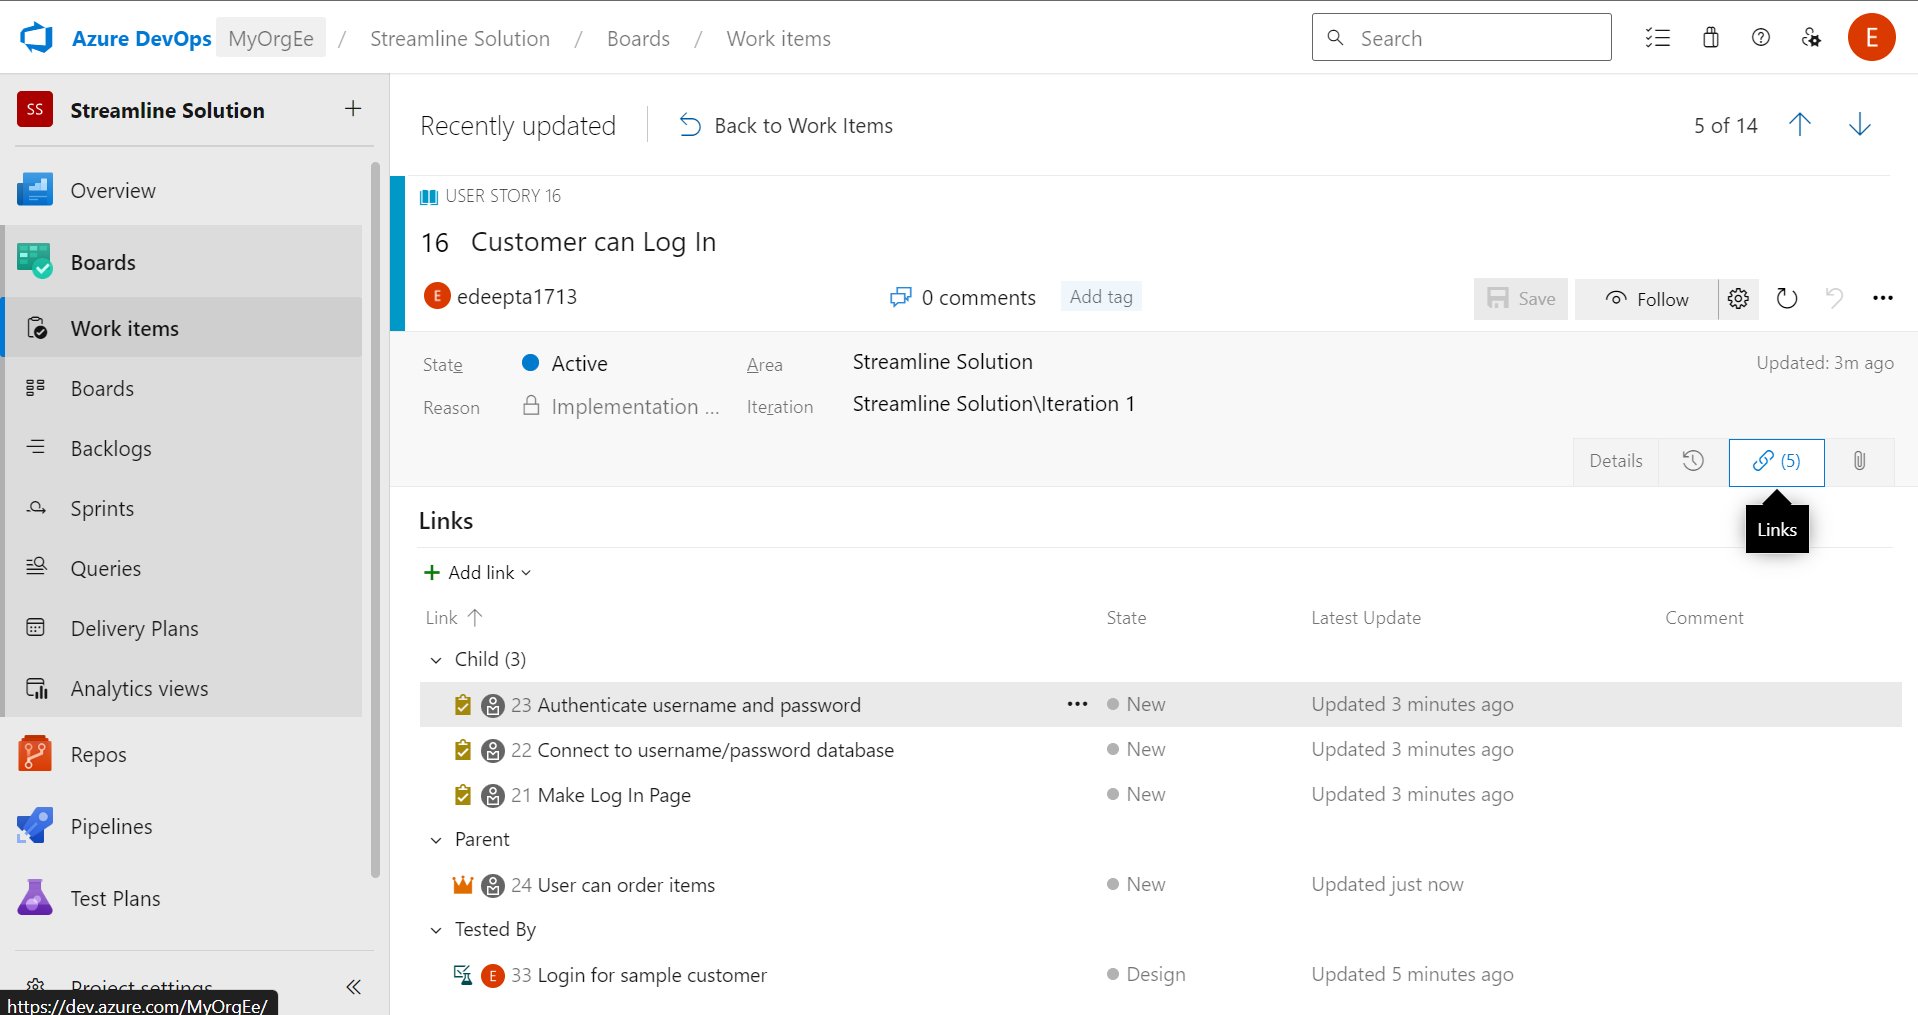 Azure DevOps MyOrgEe / Streamline Solution / Boards / Work items
Search
E
SS Streamline Solution
Overview
Boards
Work items
Boards
Backlogs
Sprints
Queries
Delivery Plans
Analytics views
Repos
Pipelines
Test Plans
Project settings
https://dev.azure.com/MyOrgEe/
Recently updated Back to Work Items 5 of 14
USER STORY 16
16 Customer can Log In
E edeepta1713 0 comments Add tag Save Follow
State Active Area Streamline Solution Updated: 3m ago
Reason Implementation ... Iteration Streamline Solution\Iteration 1
Details (5)
Links
Links
Add link
Link State Latest Update Comment
Child (3)
23 Authenticate username and password ••• New Updated 3 minutes ago
22 Connect to username/password database New Updated 3 minutes ago
21 Make Log In Page New Updated 3 minutes ago
Parent
24 User can order items New Updated just now
Tested By
E 33 Login for sample customer Design Updated 5 minutes ago